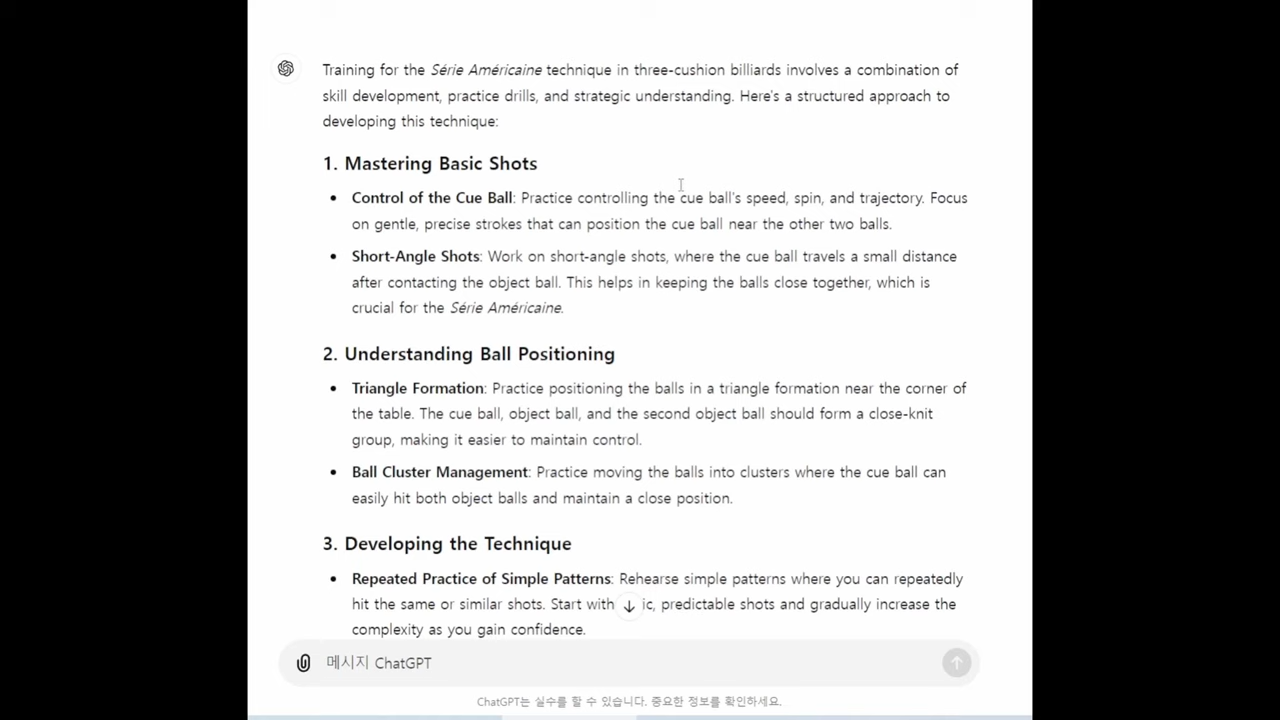 Training for the Série Américaine technique in three-cushion billiards involves a combination of
skill development, practice drills, and strategic understanding. Here's a structured approach to
developing this technique:
1. Mastering Basic Shots
• Control of the Cue Ball: Practice controlling the cue ball's speed, spin, and trajectory. Focus
on gentle, precise strokes that can position the cue ball near the other two balls.
• Short-Angle Shots: Work on short-angle shots, where the cue ball travels a small distance
after contacting the object ball. This helps in keeping the balls close together, which is
crucial for the Série Américaine.
2. Understanding Ball Positioning
• Triangle Formation: Practice positioning the balls in a triangle formation near the corner of
the table. The cue ball, object ball, and the second object ball should form a close-knit
group, making it easier to maintain control.
• Ball Cluster Management: Practice moving the balls into clusters where the cue ball can
easily hit both object balls and maintain a close position.
3. Developing the Technique
• Repeated Practice of Simple Patterns: Rehearse simple patterns where you can repeatedly
hit the same or similar shots. Start with predictable shots and gradually increase the
complexity as you gain confidence.
메시지 ChatGPT
ChatGPT는 실수를 할 수 있습니다. 중요한 정보를 확인하세요.